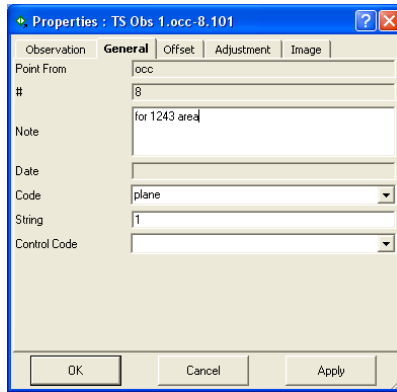 Properties : TS Obs 1.occ-8.101
Observation General Offset Adjustment Image
Point From occ
# 8
Note for 1243 area
Date
Code plane
String 1
Control Code
OK Cancel Apply